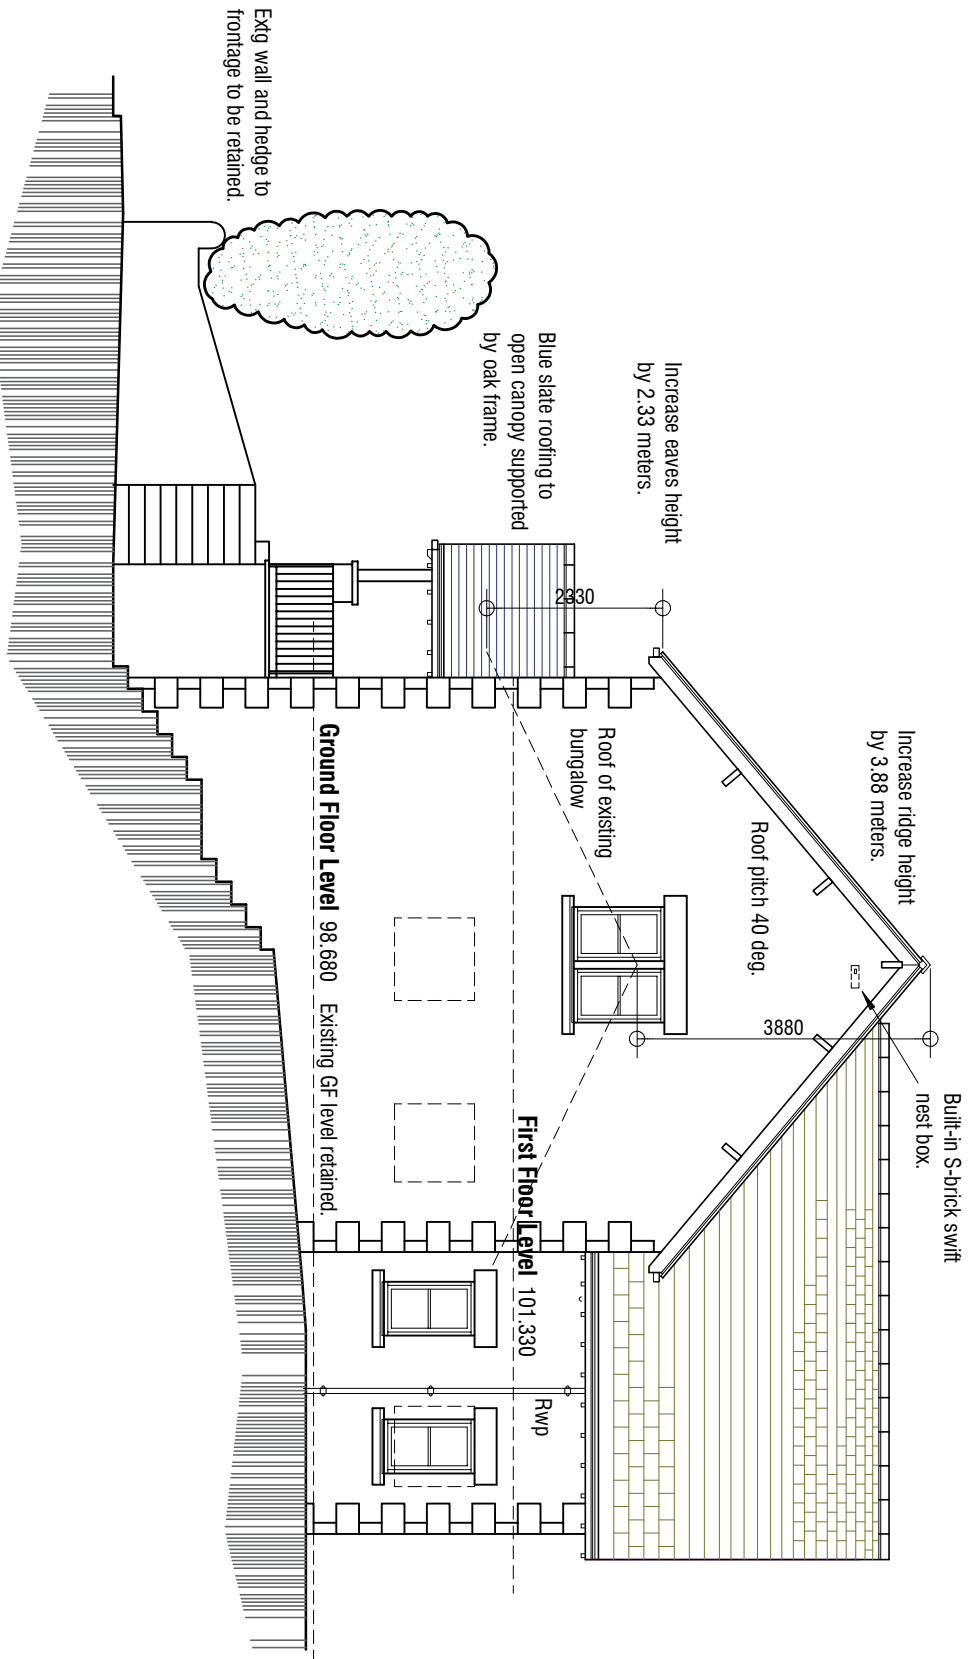 Extg wall and hedge to
frontage to be retained.
Blue slate roofing to
open canopy supported
by oak frame.
Increase eaves height
by 2.33 meters.
2330
Increase ridge height
by 3.88 meters.
Roof pitch 40 deg.
Roof of existing
bungalow
3880
Built-in S-brick swift
nest box.
First Floor Level 101.330
Ground Floor Level 98.680 Existing GF level retained.
Rwp